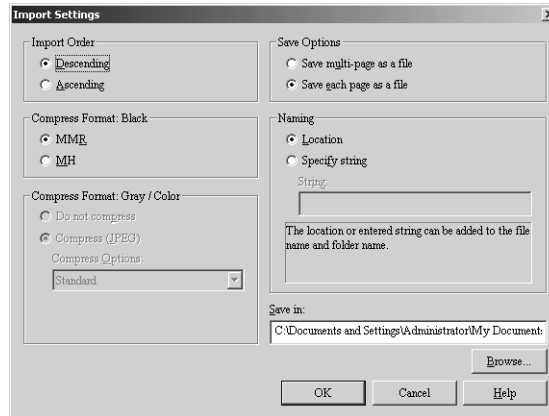 Import Settings
Import Order
Descending
Ascending
Compress Format: Black
MMR
MH
Compress Format: Gray / Color
Do not compress
Compress (JPEG)
Compress Options:
Standard
Save Options
Save multi-page as a file
Save each page as a file
Naming
Location
Specify string
String:
The location or entered string can be added to the file
name and folder name.
Save in:
C:\Documents and Settings\Administrator\My Document
Browse...
OK
Cancel
Help